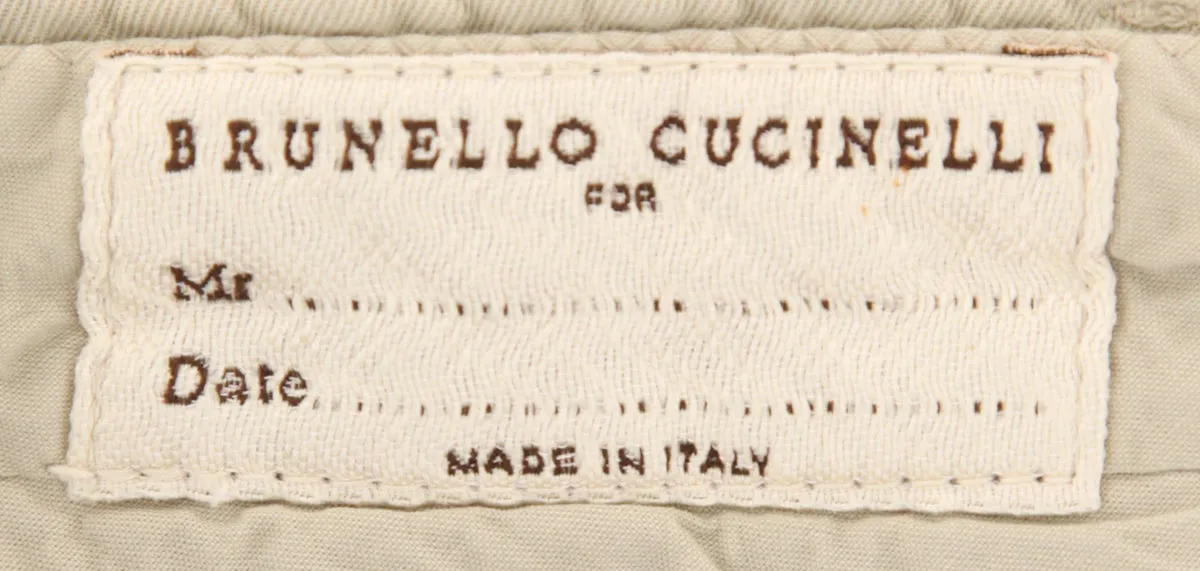 BRUNELLO CUCINELLI
FOR
Mr ........................................
Date........................................
MADE IN ITALY